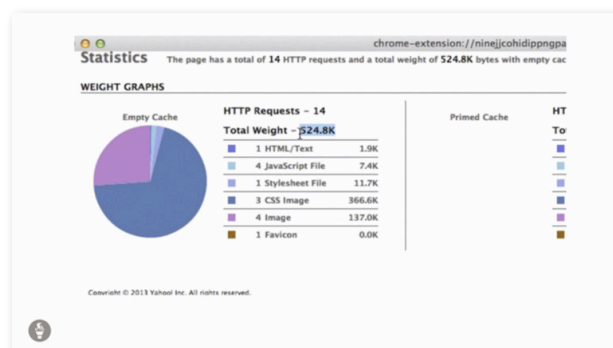 chrome-extension://ninejjcohidippngpa
Statistics The page has a total of 14 HTTP requests and a total weight of 524.8K bytes with empty cac
WEIGHT GRAPHS
Empty Cache
HTTP Requests – 14
Total Weight – 524.8K
1 HTML/Text 1.9K
4 JavaScript File 7.4K
1 Stylesheet File 11.7K
3 CSS Image 366.6K
4 Image 137.0K
1 Favicon 0.0K
Primed Cache
HT
To
Copyright © 2013 Yahoo! Inc. All rights reserved.